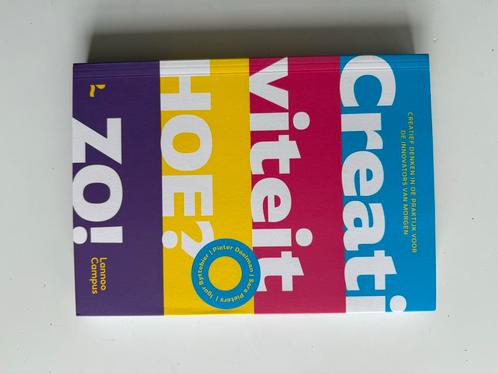 CREATIEF DENKEN IN DE PRAKTIJK VOOR
DE INNOVATORS VAN MORGEN
Creati
viteit
HOE?
ZO!
Igor Byttebier | Pieter Daelman | Sara Pieters |
Lannoo
Campus